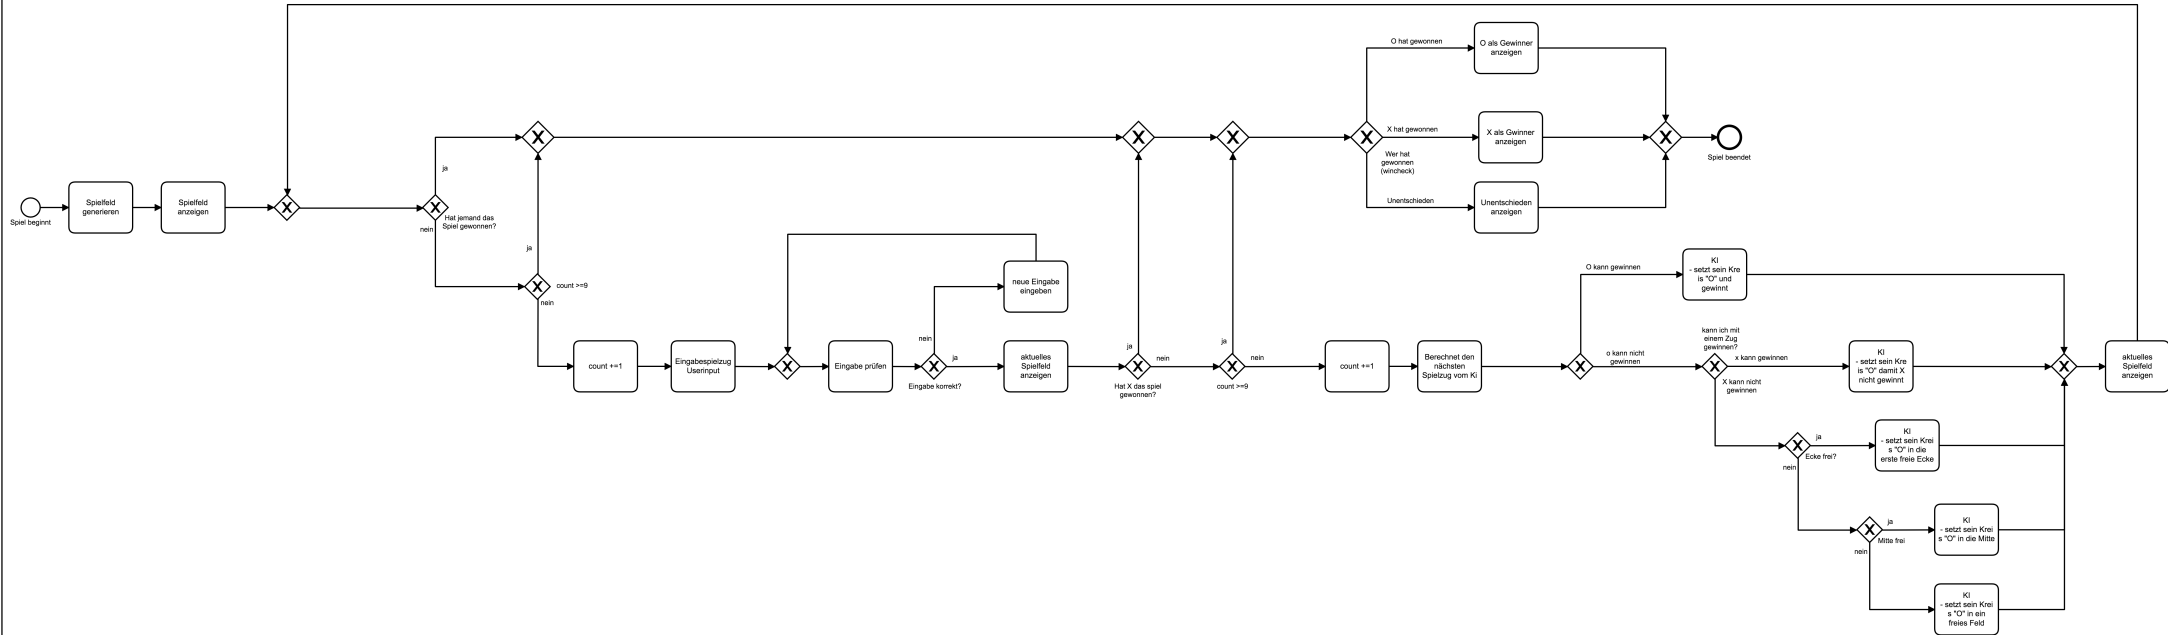 Spiel beginnt
Spielfeld
generieren
Spielfeld
anzeigen
X
X
ja
nein
Hat jemand das
Spiel gewonnen?
X
ja
X
count >=9
nein
count +=1
Eingabespielzug
Userinput
X
Eingabe prüfen
X
nein
ja
Eingabe korrekt?
neue Eingabe
eingeben
aktuelles
Spielfeld
anzeigen
X
X
ja
nein
Hat X das spiel
gewonnen?
X
X
ja
nein
count >=9
X
O hat gewonnen
X hat gewonnen
Wer hat
gewonnen
(wincheck)
Unentschieden
O als Gewinner
anzeigen
X als Gwinner
anzeigen
Unentschieden
anzeigen
X
Spiel beendet
count +=1
Berechnet den
nächsten
Spielzug vom Ki
X
O kann gewinnen
o kann nicht
gewinnen
KI
- setzt sein Kre
is "O" und
gewinnt
kann ich mit
einem Zug
gewinnen?
X
x kann gewinnen
X kann nicht
gewinnen
KI
- setzt sein Kre
is "O" damit X
nicht gewinnt
X
ja
Ecke frei?
nein
KI
- setzt sein Krei
s "O" in die
erste freie Ecke
X
ja
Mitte frei
nein
KI
- setzt sein Krei
s "O" in die Mitte
KI
- setzt sein Krei
s "O" in ein
freies Feld
X
aktuelles
Spielfeld
anzeigen